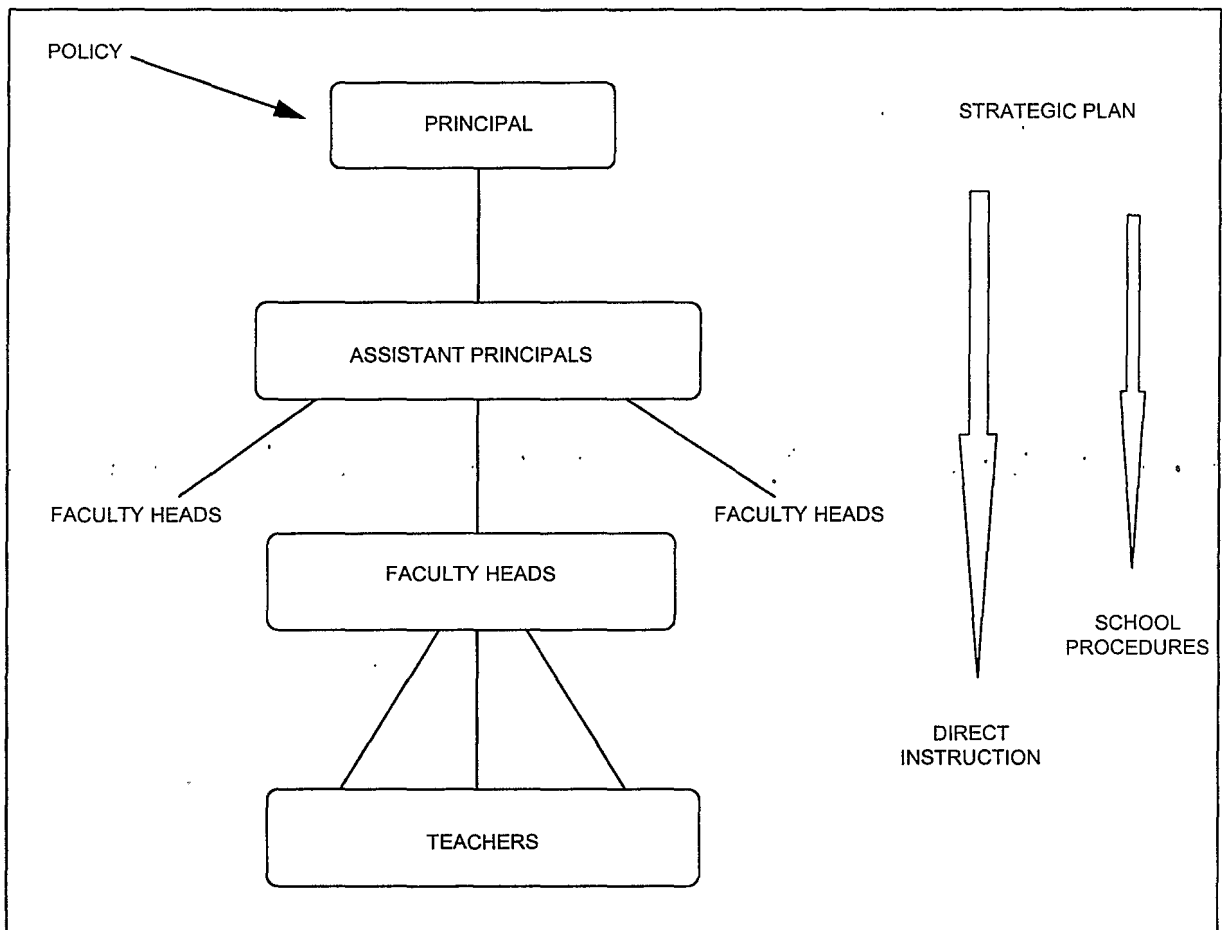 POLICY
PRINCIPAL
STRATEGIC PLAN
ASSISTANT PRINCIPALS
FACULTY HEADS
FACULTY HEADS
FACULTY HEADS
SCHOOL
PROCEDURES
DIRECT
INSTRUCTION
TEACHERS